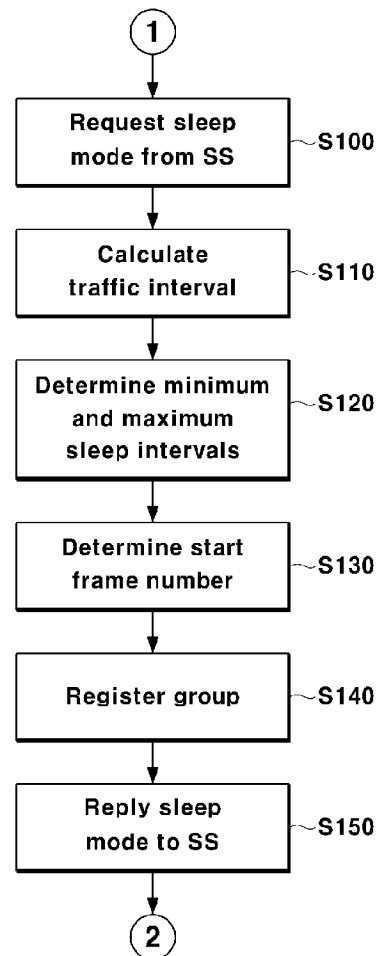 1
Request sleep
mode from SS
S100
Calculate
traffic interval
S110
Determine minimum
and maximum
sleep intervals
S120
Determine start
frame number
S130
Register group
S140
Reply sleep
mode to SS
S150
2